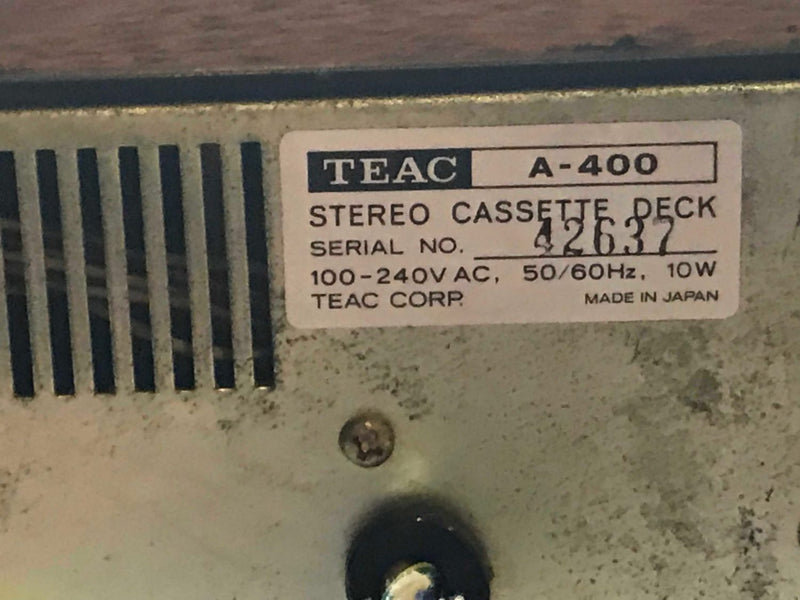 TEAC A-400
STEREO CASSETTE DECK
SERIAL NO. 42637
100-240V AC, 50/60Hz, 10W
TEAC CORP. MADE IN JAPAN